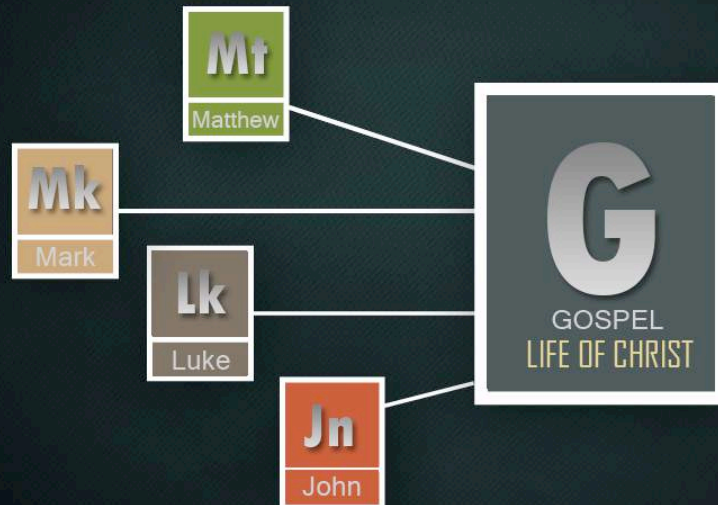 Mt
Matthew
Mk
Mark
Lk
Luke
Jn
John
G
GOSPEL
LIFE OF CHRIST